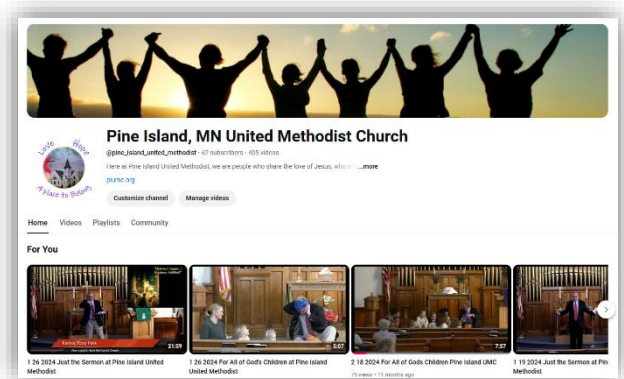 Pine Island, MN United Methodist Church
@pine_island_united_methodist · 62 subscribers · 405 videos
Here at Pine Island United Methodist, we are people who share the love of Jesus, who ...more
piumc.org
Love Hope
A place to Belong
Customize channel Manage videos
Home Videos Playlists Community
For You
21:09
5:07
7:37
1 26 2024 Just the Sermon at Pine Island United Methodist
1 26 2024 For All of Gods Children at Pine Island United Methodist
2 18 2024 For All of Gods Children Pine Island UMC
75 views · 11 months ago
1 19 2024 Just the Sermon at Pin
Methodist